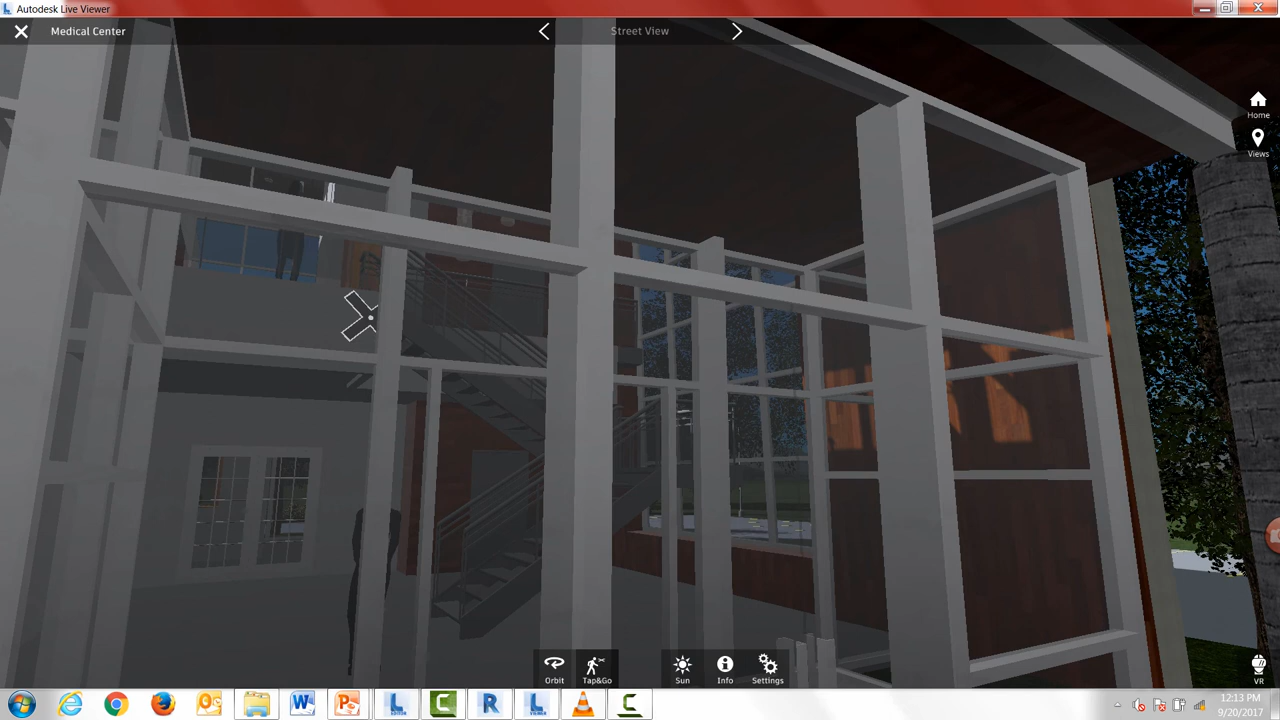 Autodesk Live Viewer
Medical Center
Street View
Home
Views
Orbit
Tap&Go
Sun
Info
Settings
VR
12:13 PM
9/20/2017